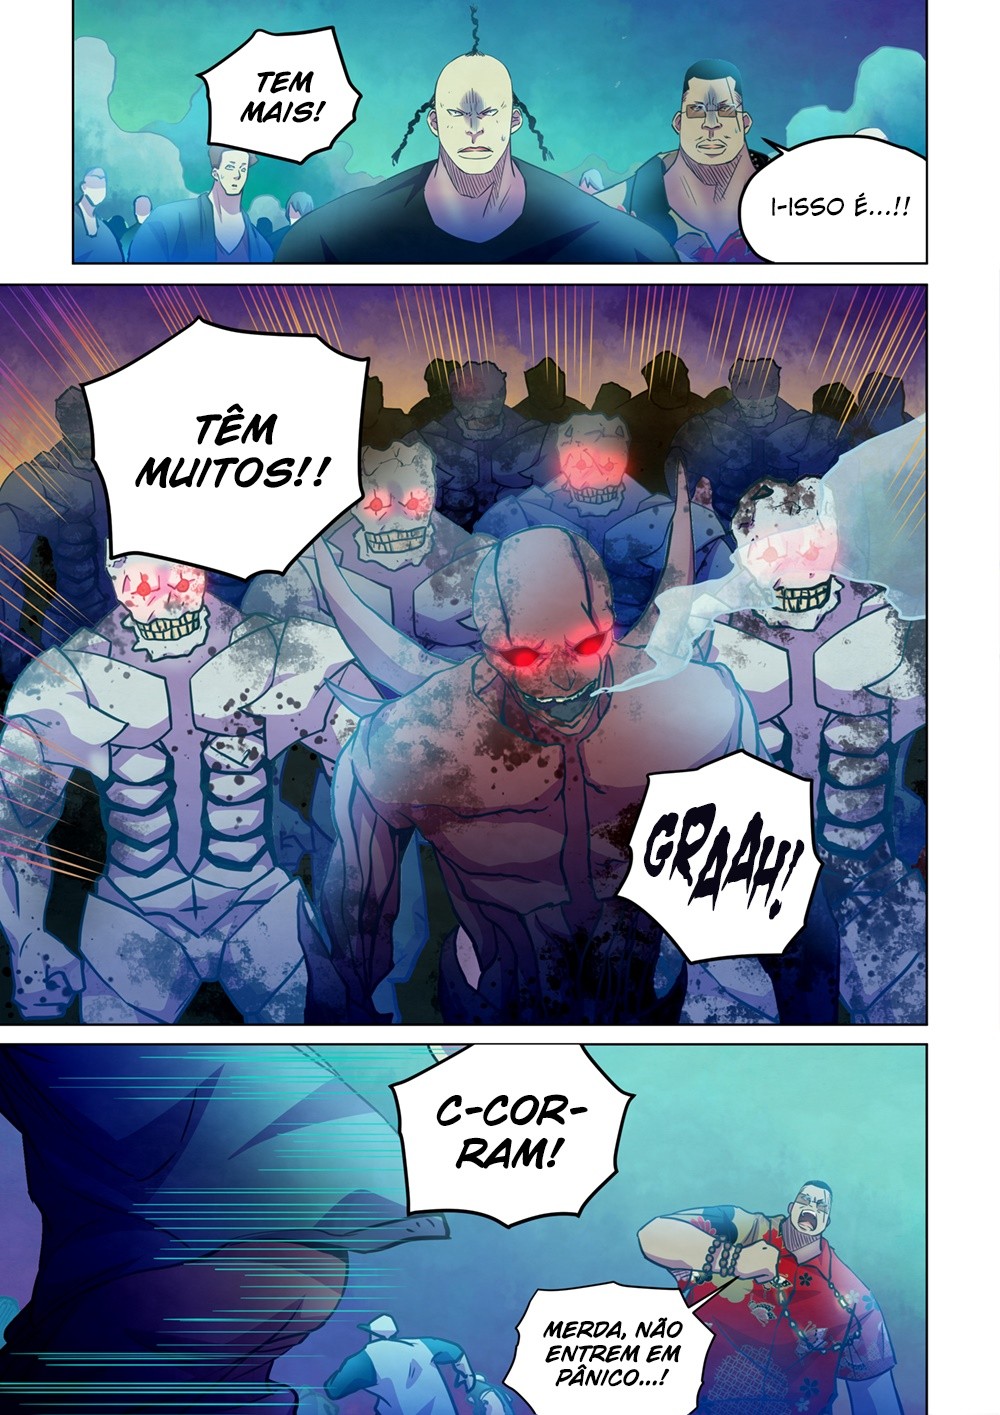 TEM
MAIS!
I-ISSO É...!!
TÊM
MUITOS!!
GRAAH!
C-COR-
RAM!
MERDA, NÃO
ENTREM EM
PÂNICO...!